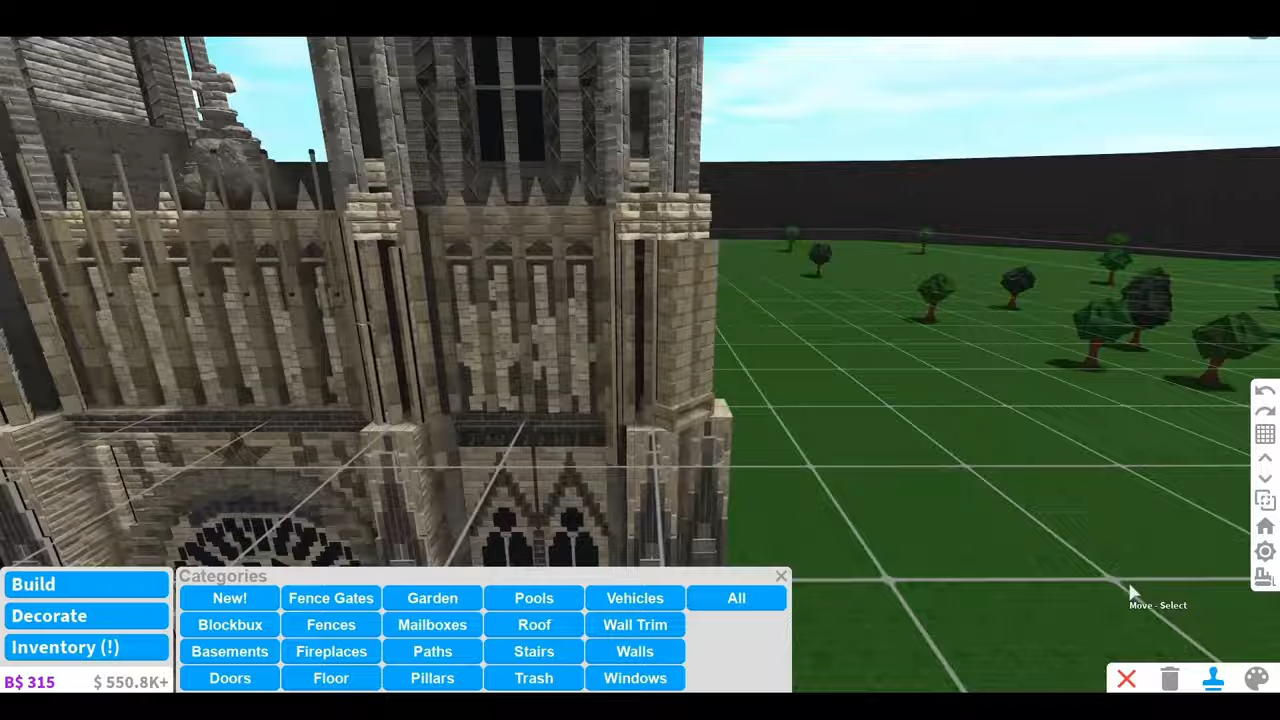 Move - Select
Build
Decorate
Inventory (!)
B$ 315 $ 550.8K+
Categories
New! Fence Gates Garden Pools Vehicles All
Blockbux Fences Mailboxes Roof Wall Trim
Basements Fireplaces Paths Stairs Walls
Doors Floor Pillars Trash Windows